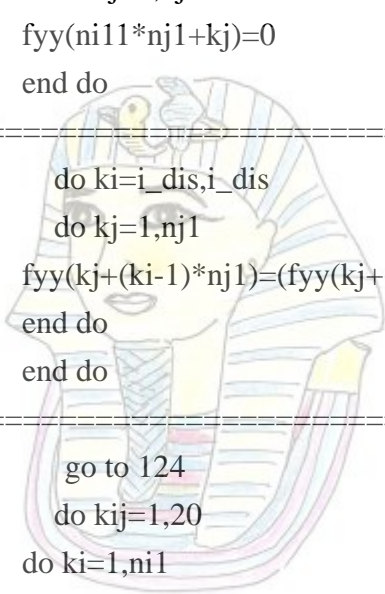 fyy(ni11*nj1+kj)=0
end do
do ki=i_dis,i_dis
do kj=1,nj1
fyy(kj+(ki-1)*nj1)=(fyy(kj+
end do
end do
go to 124
do kij=1,20
do ki=1,ni1